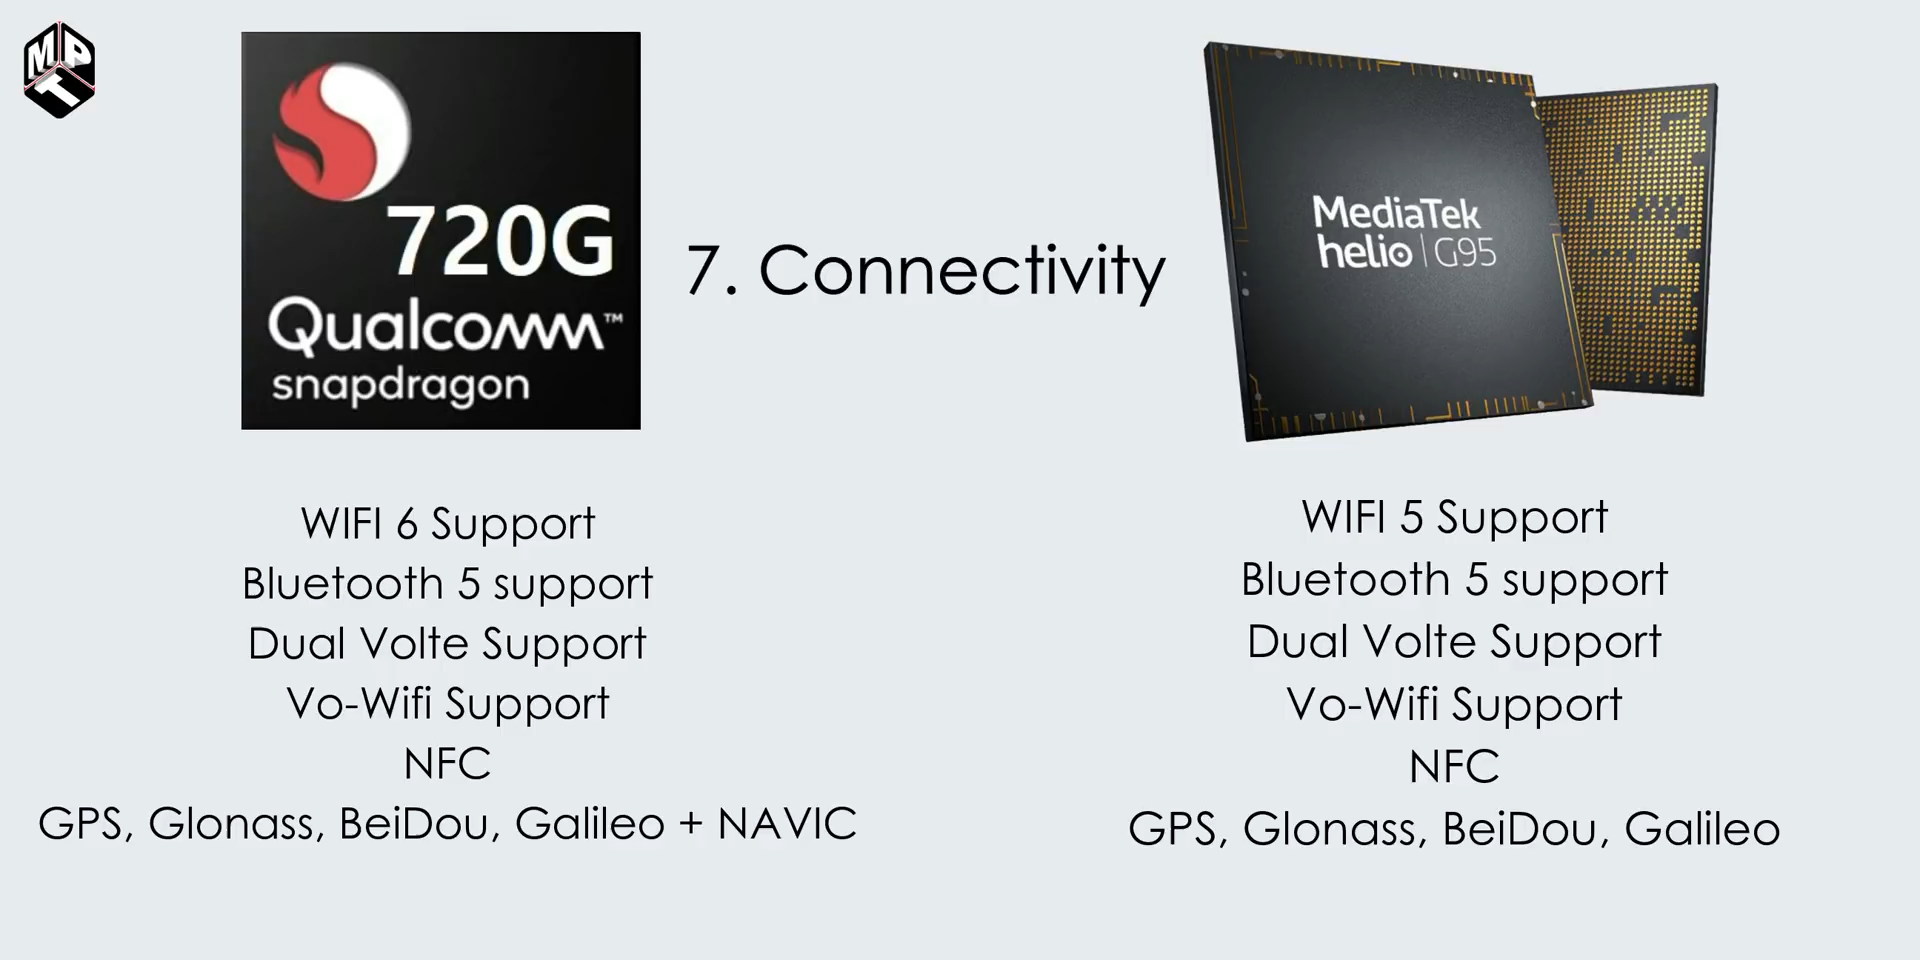 MPT
720G
Qualcomm™
snapdragon
7. Connectivity
MediaTek
helio | G95
WIFI 6 Support
Bluetooth 5 support
Dual Volte Support
Vo-Wifi Support
NFC
GPS, Glonass, BeiDou, Galileo + NAVIC
WIFI 5 Support
Bluetooth 5 support
Dual Volte Support
Vo-Wifi Support
NFC
GPS, Glonass, BeiDou, Galileo